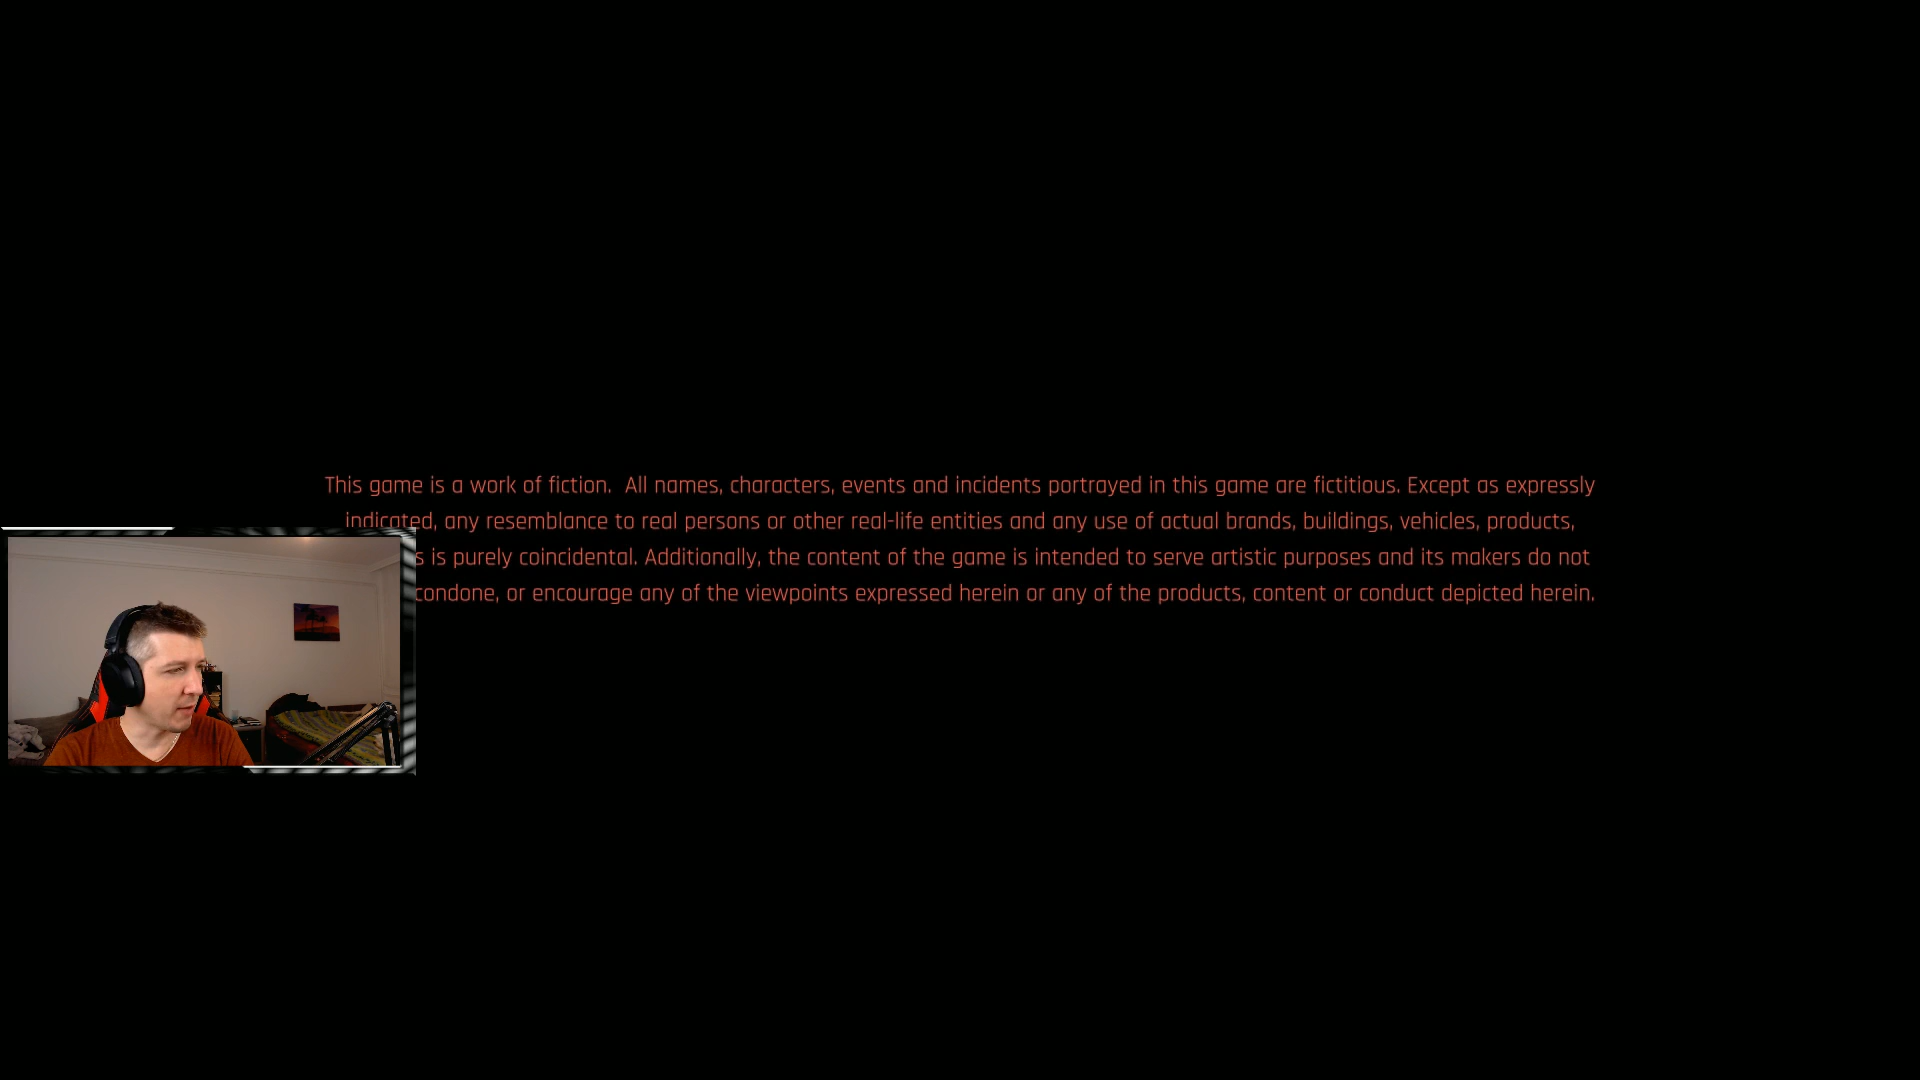 This game is a work of fiction.  All names, characters, events and incidents portrayed in this game are fictitious. Except as expressly
indicated, any resemblance to real persons or other real-life entities and any use of actual brands, buildings, vehicles, products,
is purely coincidental. Additionally, the content of the game is intended to serve artistic purposes and its makers do not
condone, or encourage any of the viewpoints expressed herein or any of the products, content or conduct depicted herein.